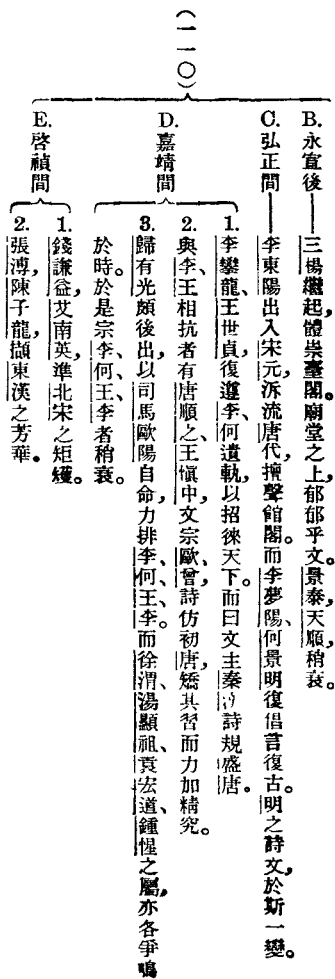 B.永宣後——三楊繼起，體崇臺閣。廟堂之上，郁郁乎文。景泰，天順，稍衰。
C.弘正間——李東陽出入宋元，泝流唐代，擅聲館閣。而李夢陽、何景明復倡言復古。明之詩文，於斯一變。
D.嘉靖間
1.李攀龍、王世貞，復遵李、何遺軌，以招徠天下。而曰文主秦漢，詩規盛唐。
2.與李、王相抗者有唐順之、王愼中，文宗歐、曾，詩仿初唐，矯其習而力加精究。
3.歸有光頗後出，以司馬歐陽自命，力排李、何、王、李。而徐渭、湯顯祖、袁宏道、鍾惺之屬，亦各爭鳴
於時。於是宗李、何、王、李者稍衰。
E.啓禎間
1.錢謙益，艾南英，準北宋之矩矱。
2.張溥，陳子龍，擷東漢之芳華。
（一一〇）